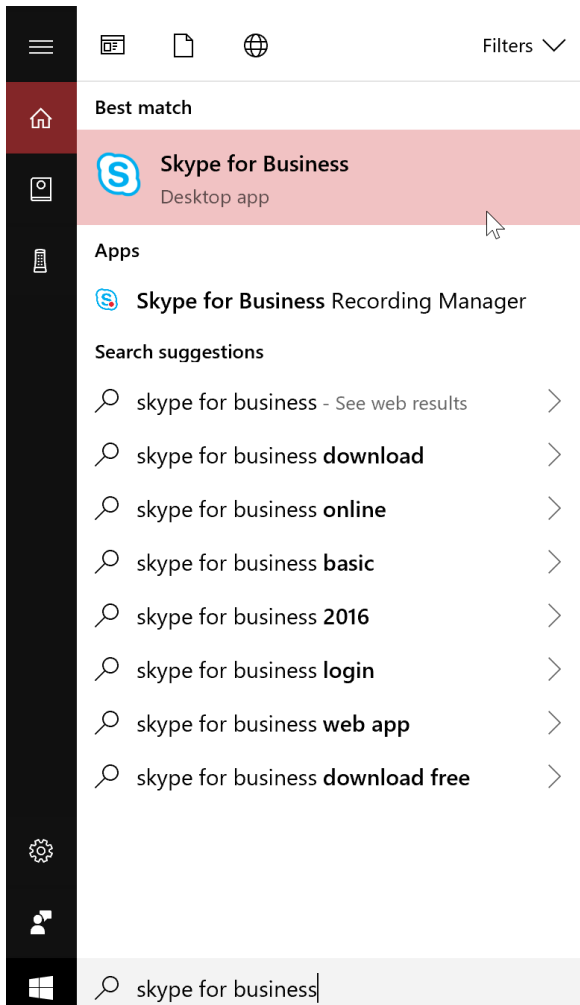 Filters
Best match
Skype for Business
Desktop app
Apps
Skype for Business Recording Manager
Search suggestions
skype for business - See web results
skype for business download
skype for business online
skype for business basic
skype for business 2016
skype for business login
skype for business web app
skype for business download free
skype for business